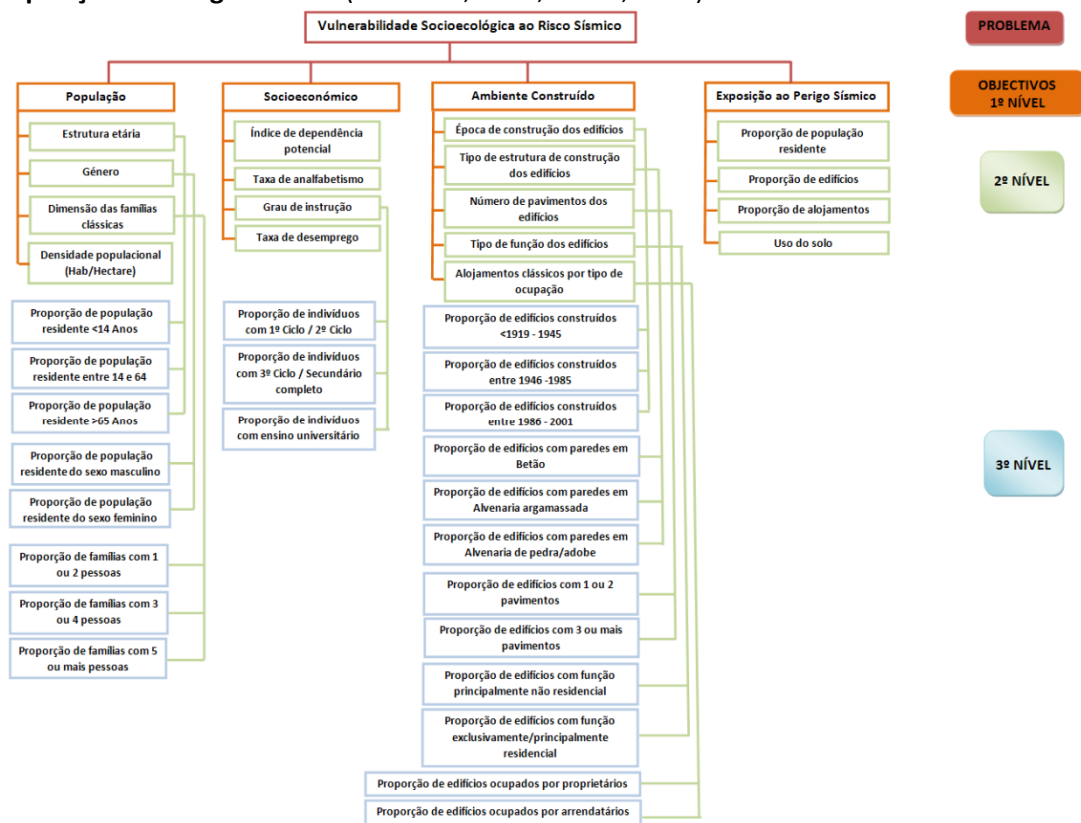 Vulnerabilidade Socioecológica ao Risco Sísmico
PROBLEMA
OBJECTIVOS
1º NÍVEL
2º NÍVEL
3º NÍVEL
População
Estrutura etária
Género
Dimensão das famílias
clássicas
Densidade populacional
(Hab/Hectare)
Proporção de população
residente <14 Anos
Proporção de população
residente entre 14 e 64
Proporção de população
residente >65 Anos
Proporção de população
residente do sexo masculino
Proporção de população
residente do sexo feminino
Proporção de famílias com 1
ou 2 pessoas
Proporção de famílias com 3
ou 4 pessoas
Proporção de famílias com 5
ou mais pessoas
Socioeconómico
Índice de dependência
potencial
Taxa de analfabetismo
Grau de instrução
Taxa de desemprego
Proporção de indivíduos
com 1º Ciclo / 2º Ciclo
Proporção de indivíduos
com 3º Ciclo / Secundário
completo
Proporção de indivíduos
com ensino universitário
Ambiente Construído
Época de construção dos edifícios
Tipo de estrutura de construção
dos edifícios
Número de pavimentos dos
edifícios
Tipo de função dos edifícios
Alojamentos clássicos por tipo de
ocupação
Proporção de edifícios construídos
<1919 - 1945
Proporção de edifícios construídos
entre 1946 -1985
Proporção de edifícios construídos
entre 1986 - 2001
Proporção de edifícios com paredes em
Betão
Proporção de edifícios com paredes em
Alvenaria argamassada
Proporção de edifícios com paredes em
Alvenaria de pedra/adobe
Proporção de edifícios com 1 ou 2
pavimentos
Proporção de edifícios com 3 ou mais
pavimentos
Proporção de edifícios com função
principalmente não residencial
Proporção de edifícios com função
exclusivamente/principalmente
residencial
Proporção de edifícios ocupados por proprietários
Proporção de edifícios ocupados por arrendatários
Exposição ao Perigo Sísmico
Proporção de população
residente
Proporção de edifícios
Proporção de alojamentos
Uso do solo